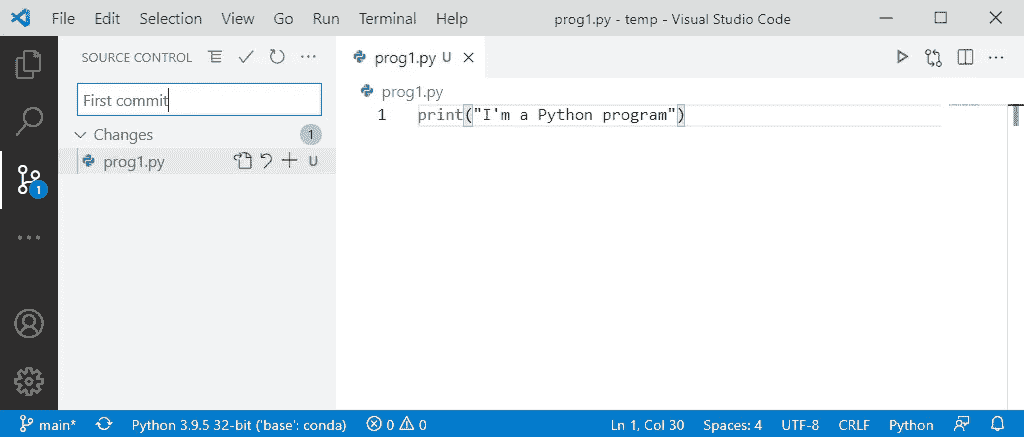 File Edit Selection View Go Run Terminal Help prog1.py - temp - Visual Studio Code
SOURCE CONTROL
First commit
Changes 1
prog1.py U
1
prog1.py U
prog1.py
1 print("I'm a Python program")
main* Python 3.9.5 32-bit ('base': conda) 0 0 Ln 1, Col 30 Spaces: 4 UTF-8 CRLF Python